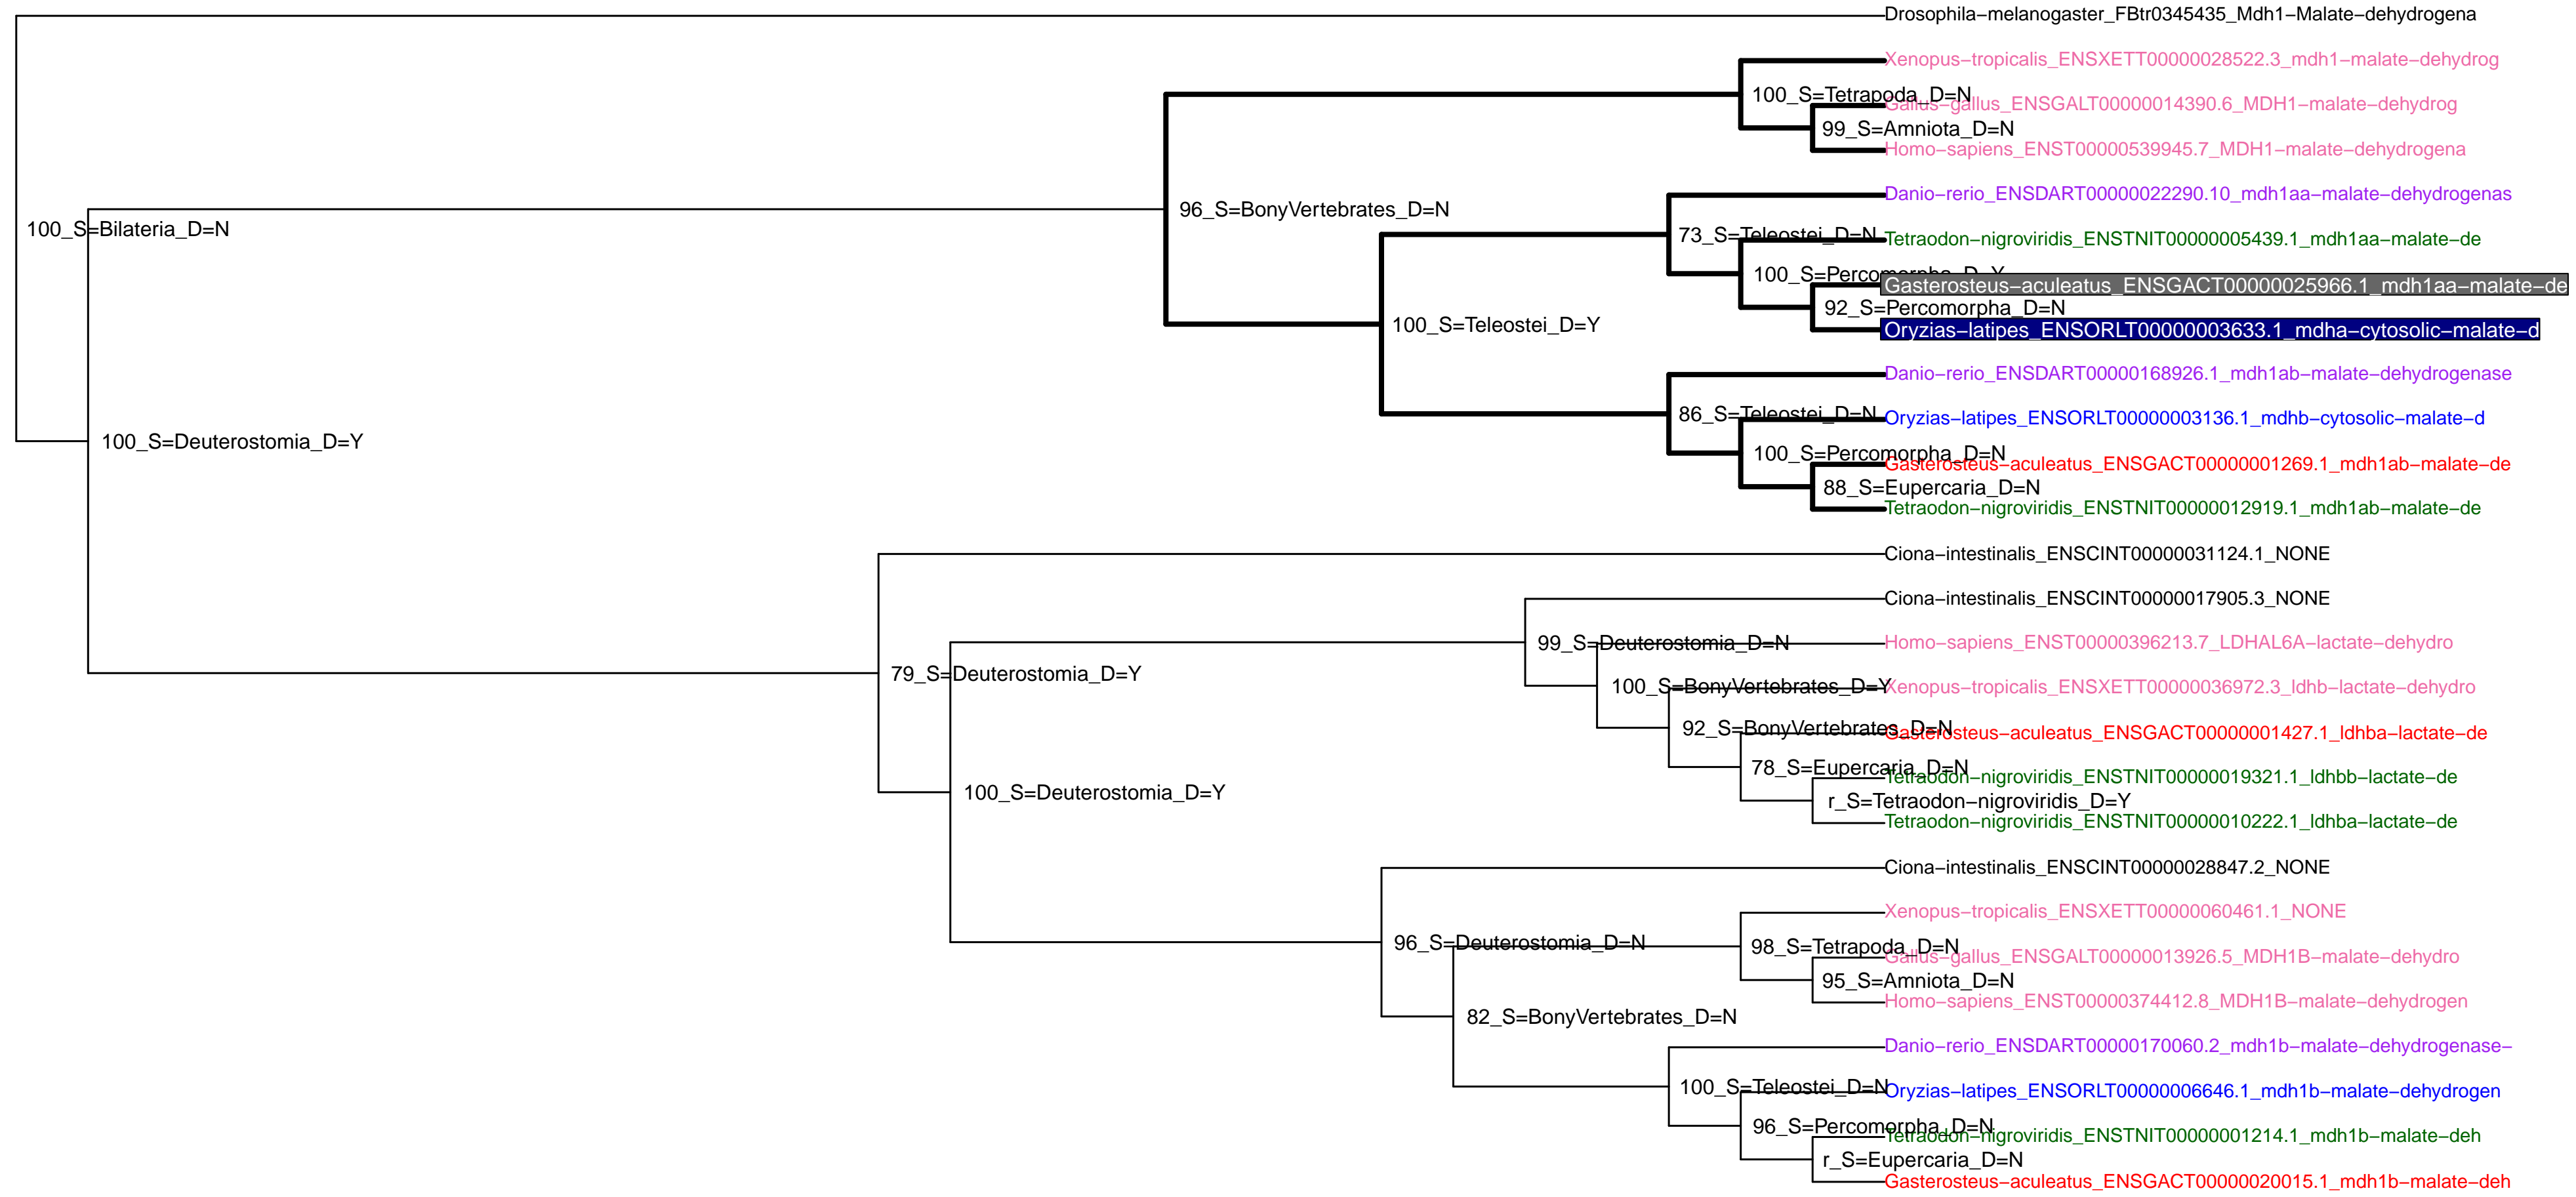 Drosophila−melanogaster_FBtr0345435_Mdh1−Malate−dehydrogena
Xenopus−tropicalis_ENSXETT00000028522.3_mdh1−malate−dehydrog
100_S=Tetrapoda_D=N
Gallus−gallus_ENSGALT00000014390.6_MDH1−malate−dehydrog
99_S=Amniota_D=N
Homo−sapiens_ENST00000539945.7_MDH1−malate−dehydrogena
Danio−rerio_ENSDART00000022290.10_mdh1aa−malate−dehydrogenas
96_S=BonyVertebrates_D=N
100_S=Bilateria_D=N
73_S=Teleostei_D=N
Tetraodon−nigroviridis_ENSTNIT00000005439.1_mdh1aa−malate−de
100_S=Percomorpha_D=Y
Gasterosteus−aculeatus_ENSGACT00000025966.1_mdh1aa−malate−de
92_S=Percomorpha_D=N
100_S=Teleostei_D=Y
Oryzias−latipes_ENSORLT00000003633.1_mdha−cytosolic−malate−d
Danio−rerio_ENSDART00000168926.1_mdh1ab−malate−dehydrogenase
86_S=Teleostei_D=N
Oryzias−latipes_ENSORLT00000003136.1_mdhb−cytosolic−malate−d
100_S=Deuterostomia_D=Y
100_S=Percomorpha_D=N
Gasterosteus−aculeatus_ENSGACT00000001269.1_mdh1ab−malate−de
88_S=Eupercaria_D=N
Tetraodon−nigroviridis_ENSTNIT00000012919.1_mdh1ab−malate−de
Ciona−intestinalis_ENSCINT00000031124.1_NONE
Ciona−intestinalis_ENSCINT00000017905.3_NONE
99_S=Deuterostomia_D=N
Homo−sapiens_ENST00000396213.7_LDHAL6A−lactate−dehydro
79_S=Deuterostomia_D=Y
100_S=BonyVertebrates_D=Y
Xenopus−tropicalis_ENSXETT00000036972.3_ldhb−lactate−dehydro
92_S=BonyVertebrates_D=N
Gasterosteus−aculeatus_ENSGACT00000001427.1_ldhba−lactate−de
78_S=Eupercaria_D=N
Tetraodon−nigroviridis_ENSTNIT00000019321.1_ldhbb−lactate−de
100_S=Deuterostomia_D=Y
r_S=Tetraodon−nigroviridis_D=Y
Tetraodon−nigroviridis_ENSTNIT00000010222.1_ldhba−lactate−de
Ciona−intestinalis_ENSCINT00000028847.2_NONE
Xenopus−tropicalis_ENSXETT00000060461.1_NONE
96_S=Deuterostomia_D=N
98_S=Tetrapoda_D=N
Gallus−gallus_ENSGALT00000013926.5_MDH1B−malate−dehydro
95_S=Amniota_D=N
Homo−sapiens_ENST00000374412.8_MDH1B−malate−dehydrogen
82_S=BonyVertebrates_D=N
Danio−rerio_ENSDART00000170060.2_mdh1b−malate−dehydrogenase−
100_S=Teleostei_D=N
Oryzias−latipes_ENSORLT00000006646.1_mdh1b−malate−dehydrogen
96_S=Percomorpha_D=N
Tetraodon−nigroviridis_ENSTNIT00000001214.1_mdh1b−malate−deh
r_S=Eupercaria_D=N
Gasterosteus−aculeatus_ENSGACT00000020015.1_mdh1b−malate−deh